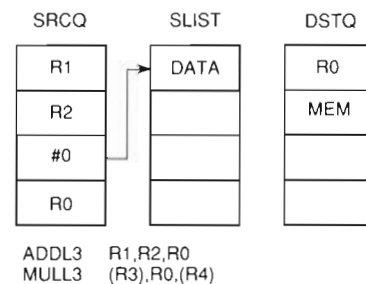 SRCQ SLIST DSTQ
R1 DATA R0
R2 MEM
#0
R0
ADDL3 R1,R2,R0
MULL3 (R3),R0,(R4)